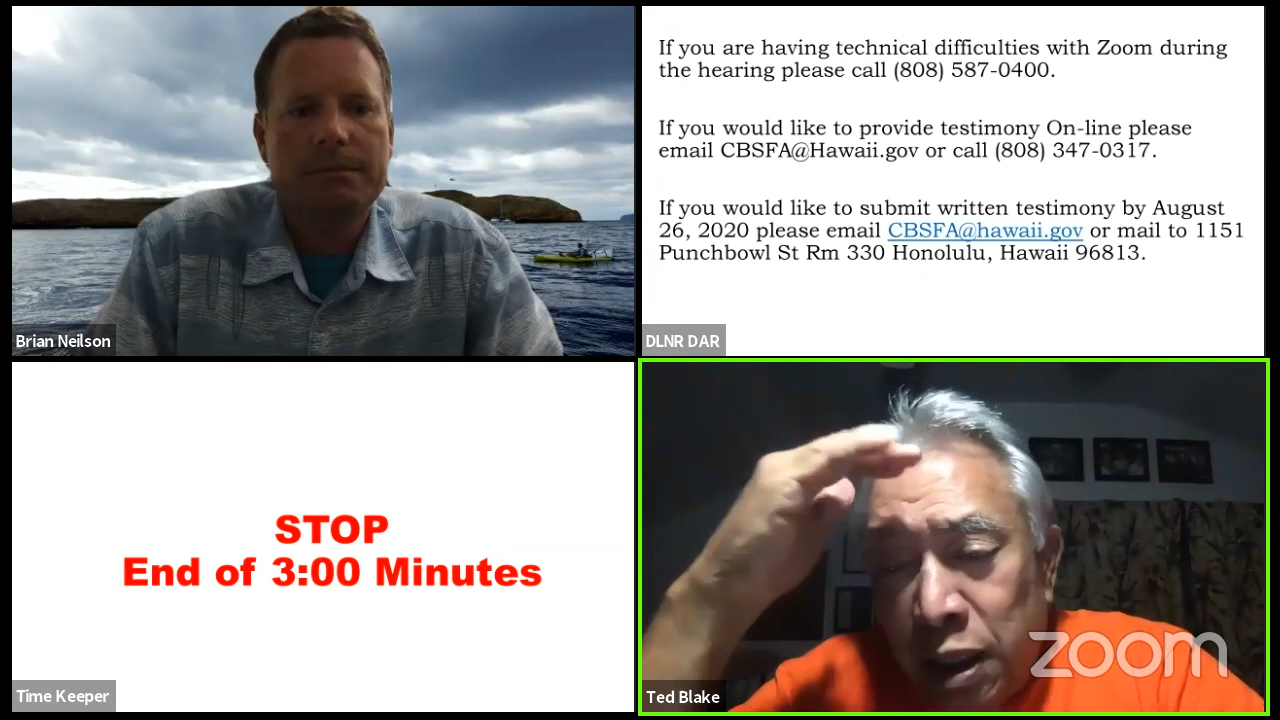 If you are having technical difficulties with Zoom during
the hearing please call (808) 587-0400.
If you would like to provide testimony On-line please
email CBSFA@Hawaii.gov or call (808) 347-0317.
If you would like to submit written testimony by August
26, 2020 please email CBSFA@hawaii.gov or mail to 1151
Punchbowl St Rm 330 Honolulu, Hawaii 96813.
Brian Neilson
DLNR DAR
STOP
End of 3:00 Minutes
zoom
Time Keeper
Ted Blake